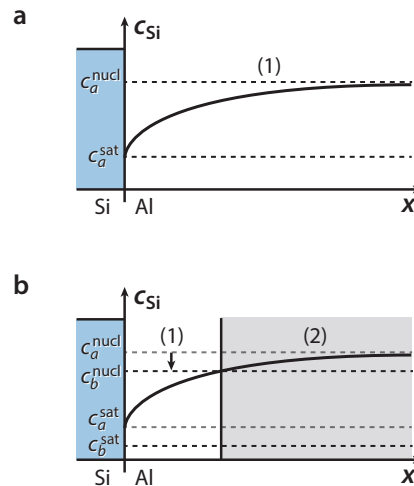 a
C_Si
(1)
C_a^nucl
C_a^sat
Si Al x
b
C_Si
(1) (2)
C_a^nucl
C_b^nucl
C_a^sat
C_b^sat
Si Al x